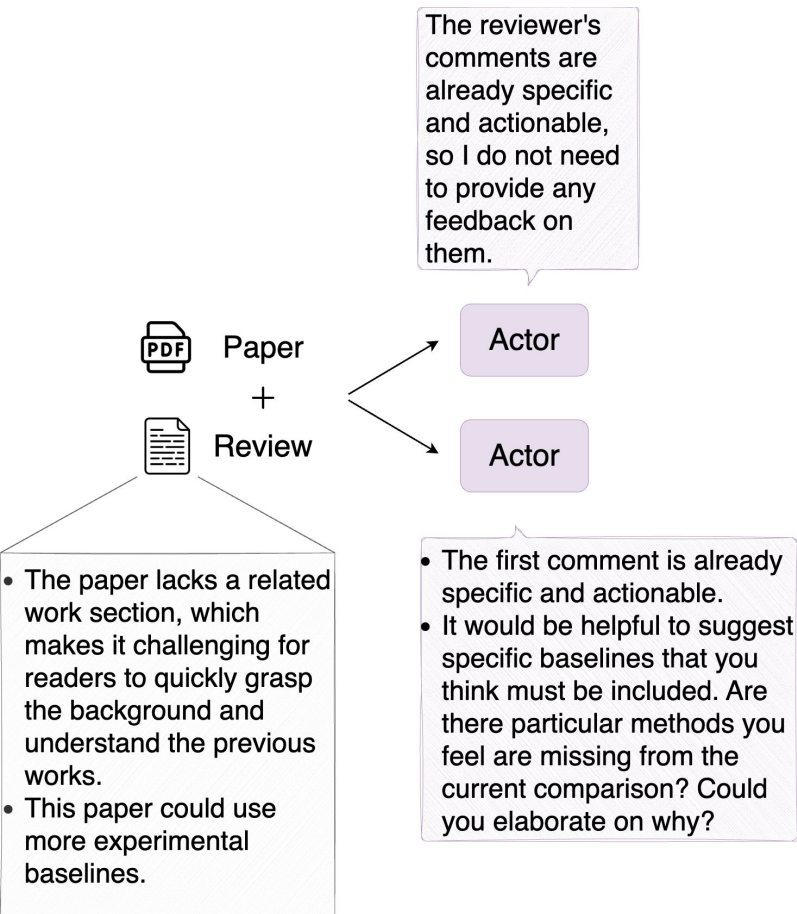 The reviewer's
comments are
already specific
and actionable,
so I do not need
to provide any
feedback on
them.
PDF
Paper
+
Review
Actor
Actor
• The paper lacks a related
work section, which
makes it challenging for
readers to quickly grasp
the background and
understand the previous
works.
• This paper could use
more experimental
baselines.
• The first comment is already
specific and actionable.
• It would be helpful to suggest
specific baselines that you
think must be included. Are
there particular methods you
feel are missing from the
current comparison? Could
you elaborate on why?